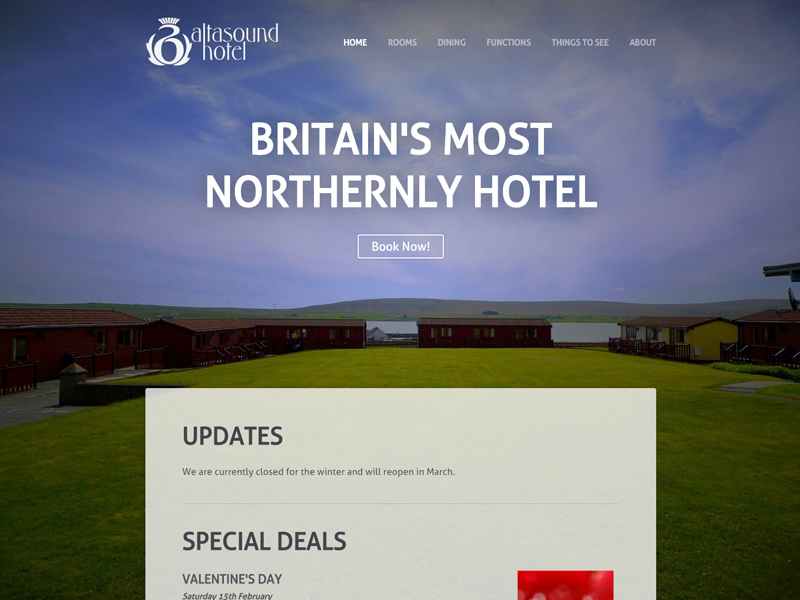 altasound
hotel
HOME ROOMS DINING FUNCTIONS THINGS TO SEE ABOUT
BRITAIN'S MOST
NORTHERNLY HOTEL
Book Now!
UPDATES
We are currently closed for the winter and will reopen in March.
SPECIAL DEALS
VALENTINE'S DAY
Saturday 15th February